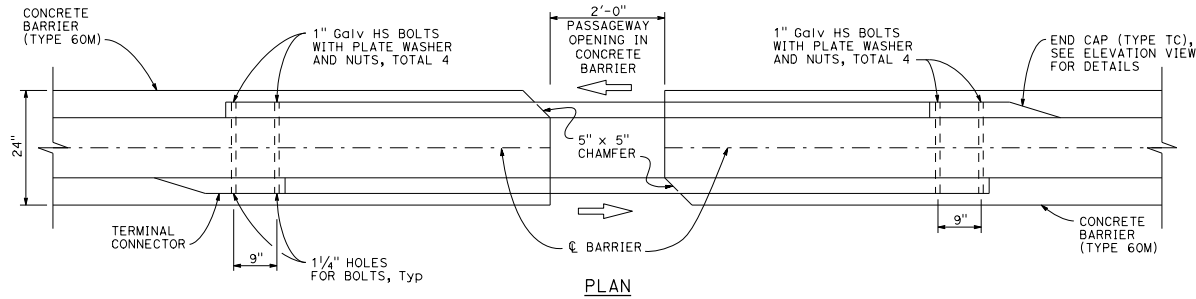 CONCRETE
BARRIER
(TYPE 60M)
1" Galv HS BOLTS
WITH PLATE WASHER
AND NUTS, TOTAL 4
2'-0"
PASSAGEWAY
OPENING IN
CONCRETE
BARRIER
1" Galv HS BOLTS
WITH PLATE WASHER
AND NUTS, TOTAL 4
END CAP (TYPE TC),
SEE ELEVATION VIEW
FOR DETAILS
24"
5" x 5"
CHAMFER
TERMINAL
CONNECTOR
9"
1¼" HOLES
FOR BOLTS, Typ
℄ BARRIER
9"
CONCRETE
BARRIER
(TYPE 60M)
PLAN